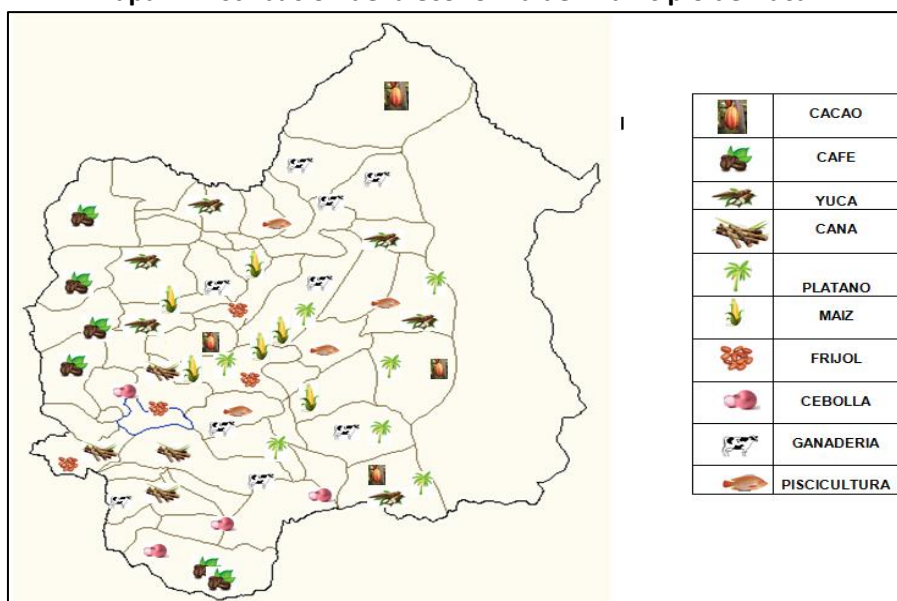 I
CACAO
CAFE
YUCA
CANA
PLATANO
MAIZ
FRIJOL
CEBOLLA
GANADERIA
PISCICULTURA